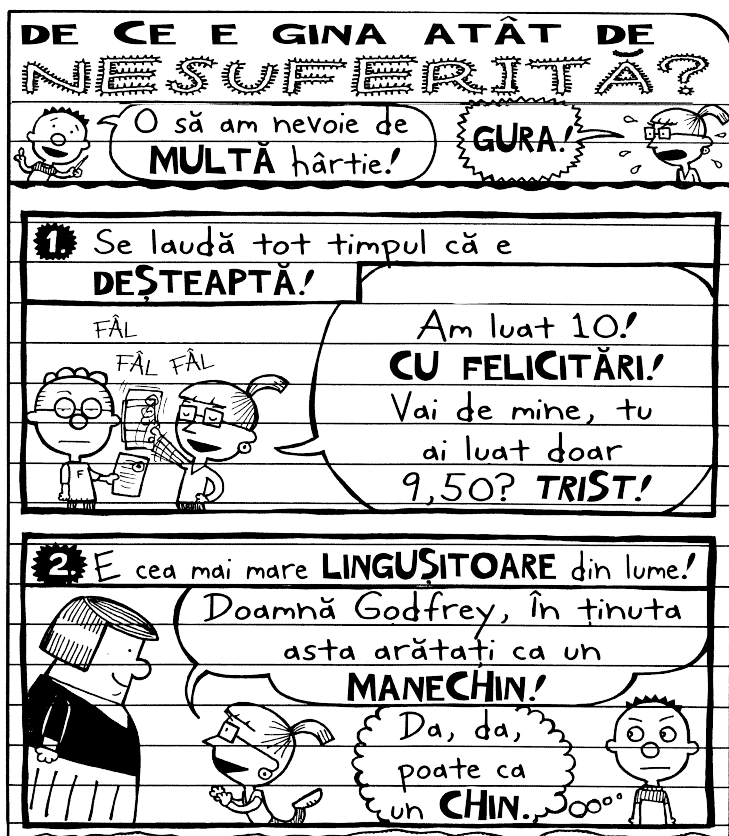 DE CE E GINA ATÂT DE
NESUFERITĂ?
O să am nevoie de
MULTĂ hârtie!
GURA!
1. Se laudă tot timpul că e
DEȘTEAPTĂ!
FÂL
FÂL FÂL
Am luat 10!
CU FELICITĂRI!
Vai de mine, tu
ai luat doar
9,50? TRIST!
F
2. E cea mai mare LINGUȘITOARE din lume!
Doamnă Godfrey, în ținuta
asta arătați ca un
MANECHIN!
Da, da,
poate ca
un CHIN.